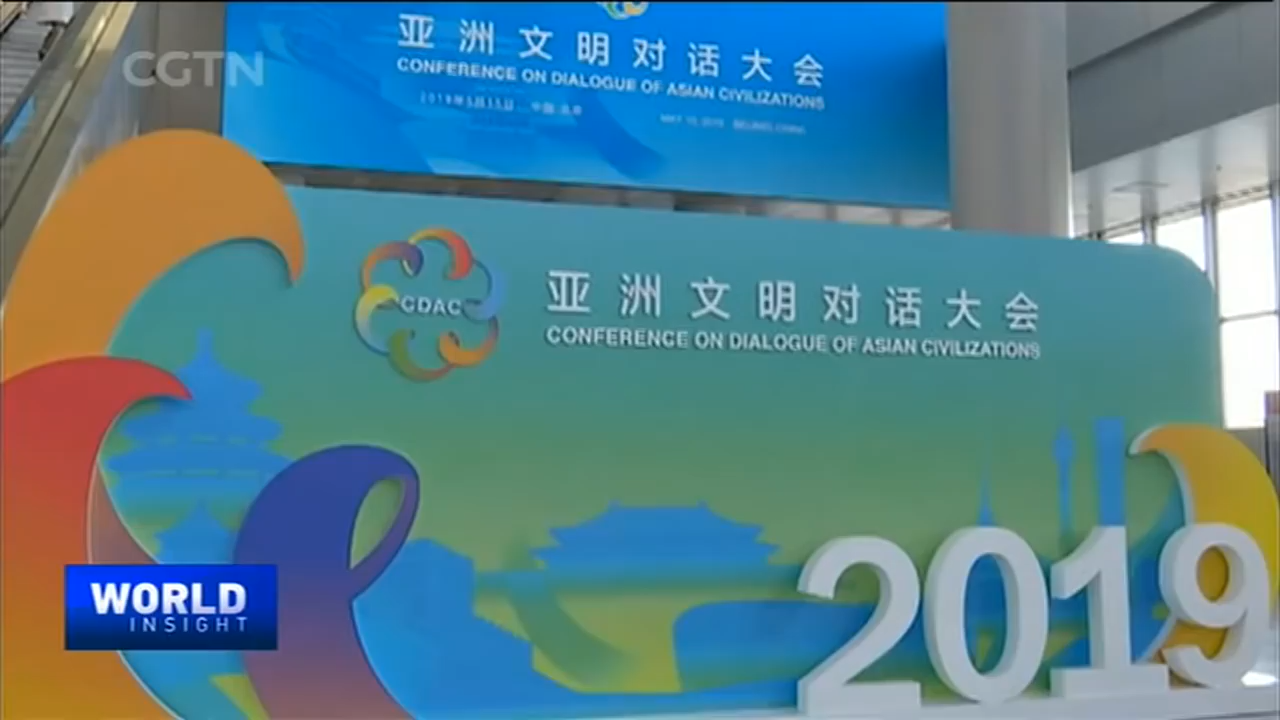 CGTN
亚洲文明对话大会
CONFERENCE ON DIALOGUE OF ASIAN CIVILIZATIONS
CDAC
亚洲文明对话大会
CONFERENCE ON DIALOGUE OF ASIAN CIVILIZATIONS
2019
WORLD
INSIGHT